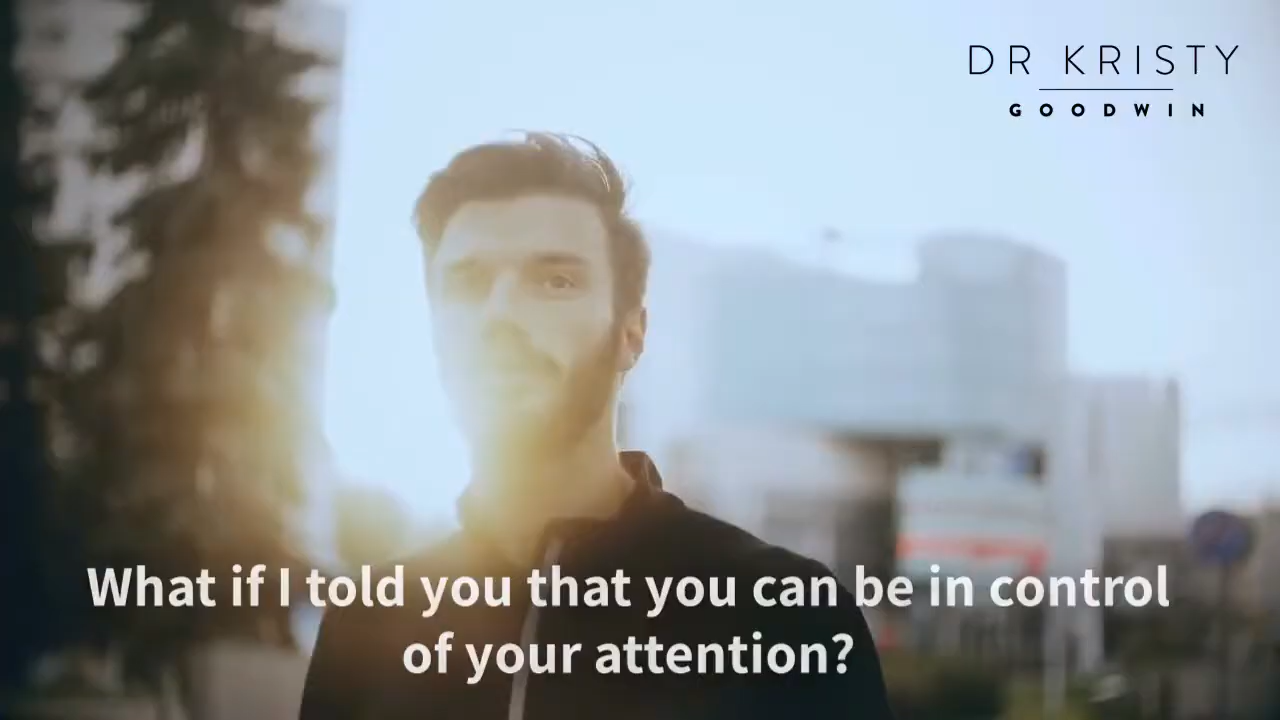 DR KRISTY
GOODWIN
What if I told you that you can be in control
of your attention?